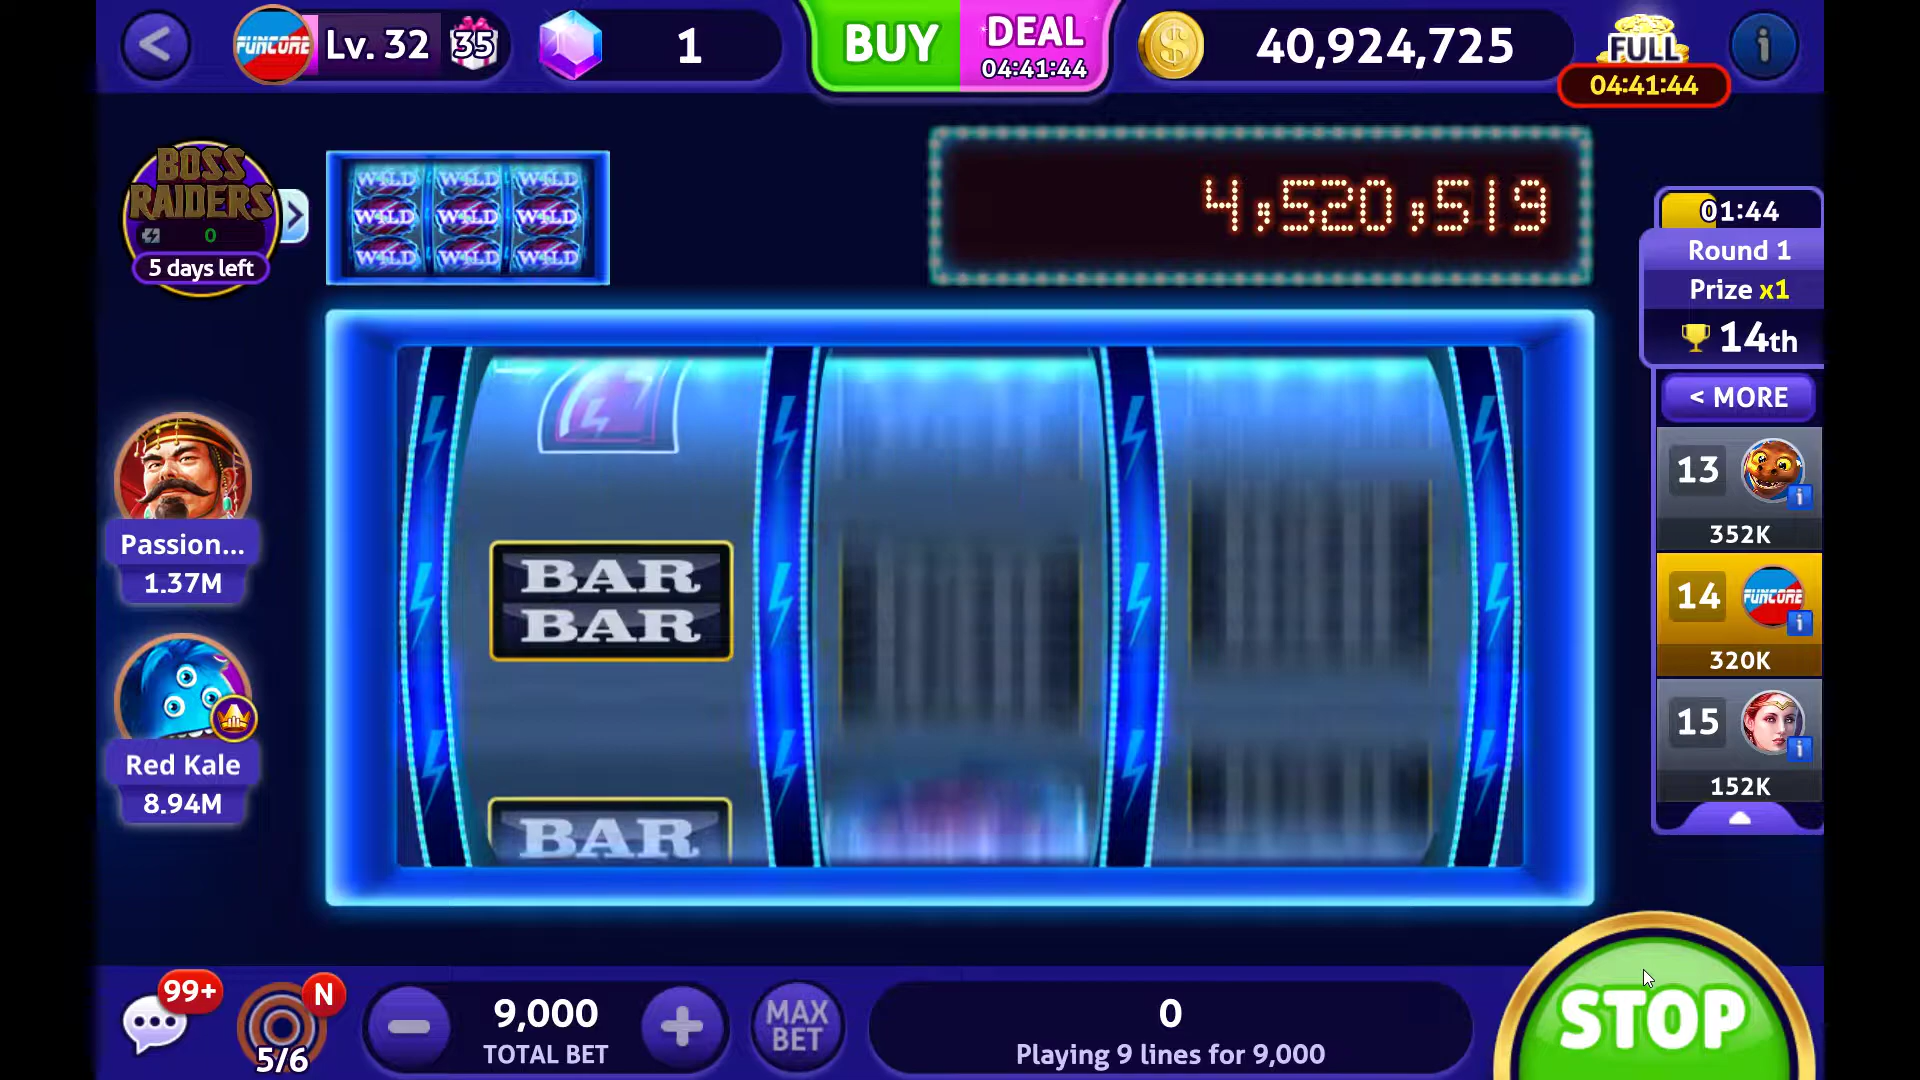 FUNCORE
Lv. 32
35
1
BUY
DEAL
04:41:44
40,924,725
FULL
04:41:44
i
BOSS
RAIDERS
0
5 days left
WILD WILD WILD
WILD WILD WILD
WILD WILD WILD
4,520,519
01:44
Round 1
Prize x1
14th
< MORE
13
i
352K
14
FUNCORE
i
320K
15
i
152K
Passion...
1.37M
Red Kale
8.94M
BAR
BAR
BAR
99+
N
5/6
9,000
TOTAL BET
MAX
BET
0
Playing 9 lines for 9,000
STOP